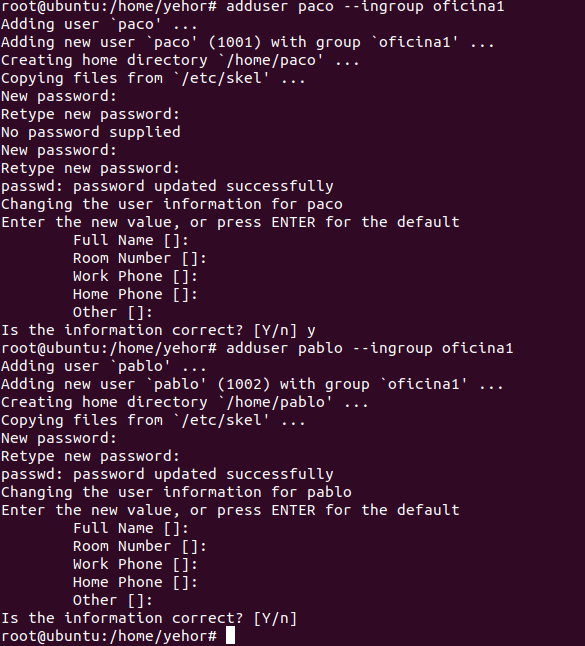 root@ubuntu:/home/yehor# adduser paco --ingroup oficina1
Adding user `paco' ...
Adding new user `paco' (1001) with group `oficina1' ...
Creating home directory `/home/paco' ...
Copying files from `/etc/skel' ...
New password:
Retype new password:
No password supplied
New password:
Retype new password:
passwd: password updated successfully
Changing the user information for paco
Enter the new value, or press ENTER for the default
        Full Name []:
        Room Number []:
        Work Phone []:
        Home Phone []:
        Other []:
Is the information correct? [Y/n] y
root@ubuntu:/home/yehor# adduser pablo --ingroup oficina1
Adding user `pablo' ...
Adding new user `pablo' (1002) with group `oficina1' ...
Creating home directory `/home/pablo' ...
Copying files from `/etc/skel' ...
New password:
Retype new password:
passwd: password updated successfully
Changing the user information for pablo
Enter the new value, or press ENTER for the default
        Full Name []:
        Room Number []:
        Work Phone []:
        Home Phone []:
        Other []:
Is the information correct? [Y/n]
root@ubuntu:/home/yehor#